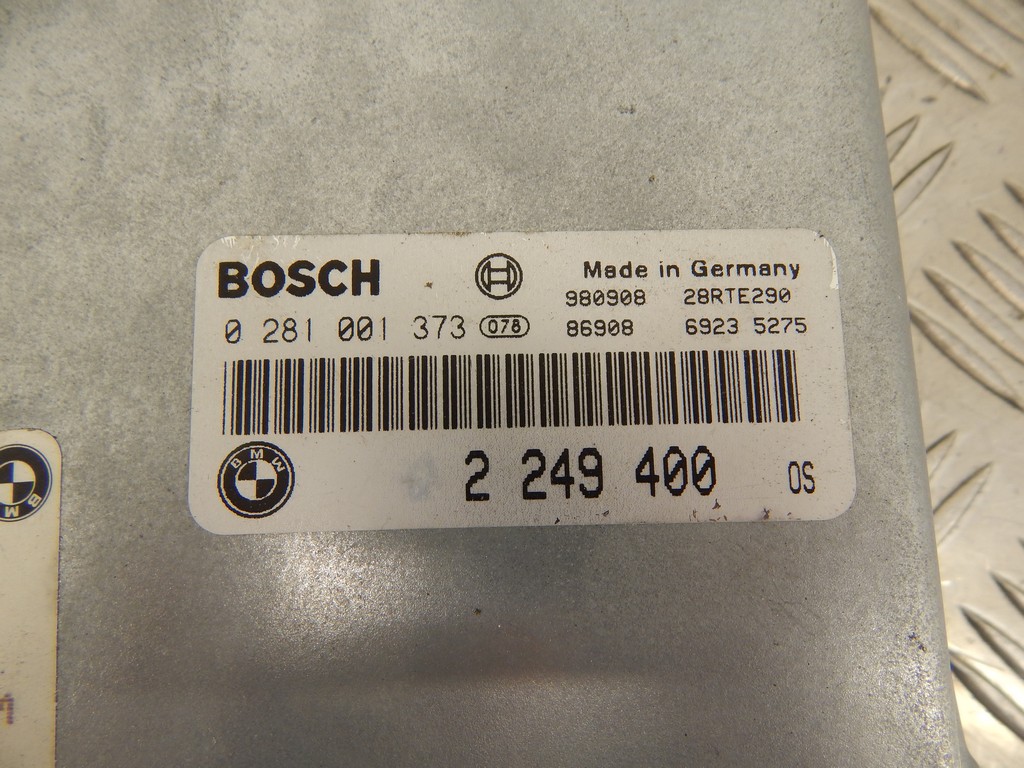 BOSCH
Made in Germany
980908 28RTE290
0 281 001 373 078
86908 6923 5275
BMW
2 249 400 OS
BMW